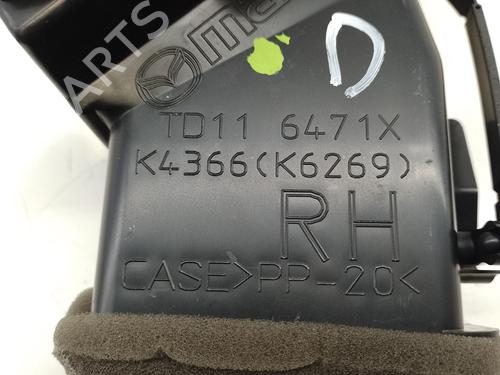 ARTS
D
TD11 6471X
K4366(K6269)
RH
CASE>PP-20<